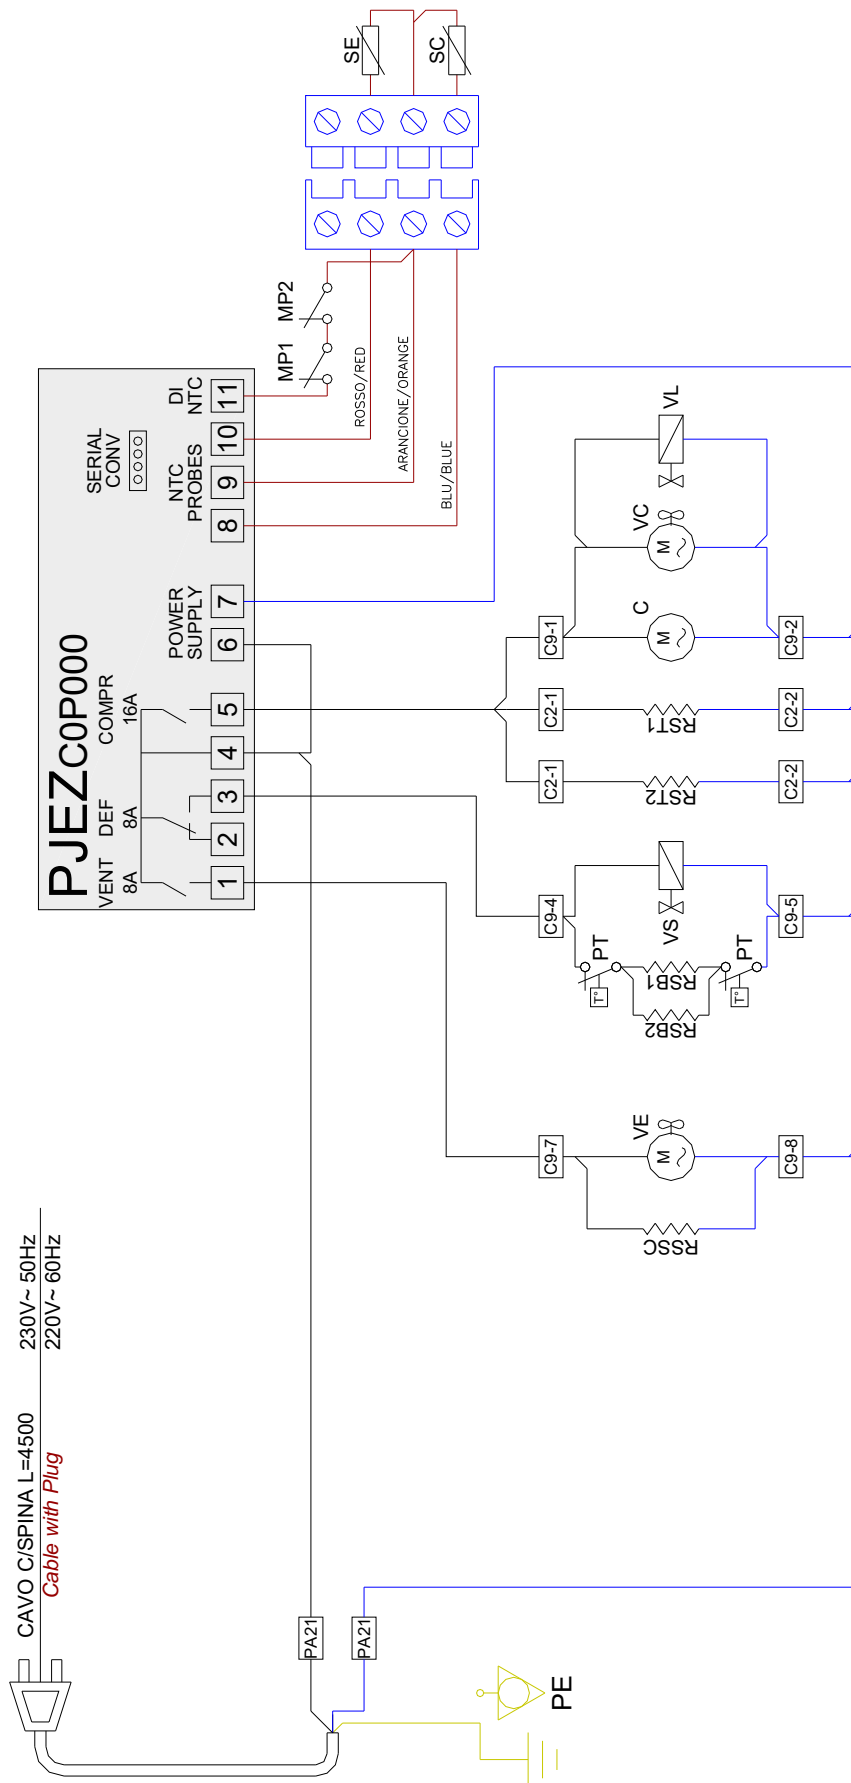 CAVO C/SPINA L=4500
Cable with Plug
230V~ 50Hz
220V~ 60Hz
PJEZC0P000
VENT
8A
DEF
8A
COMPR
16A
POWER
SUPPLY
SERIAL
CONV
NTC
PROBES
DI
NTC
1
2
3
4
5
6
7
8
9
10
11
MP1
MP2
ROSSO/RED
ARANCIONE/ORANGE
BLU/BLUE
SE
SC
PA21
PA21
PE
C9-7
C9-4
C2-1
C2-1
C9-1
RSSC
VE
M
RSB2
RSB1
PT
T°
PT
T°
VS
RST2
RST1
C
M
VC
M
VL
C9-8
C9-5
C2-2
C2-2
C9-2